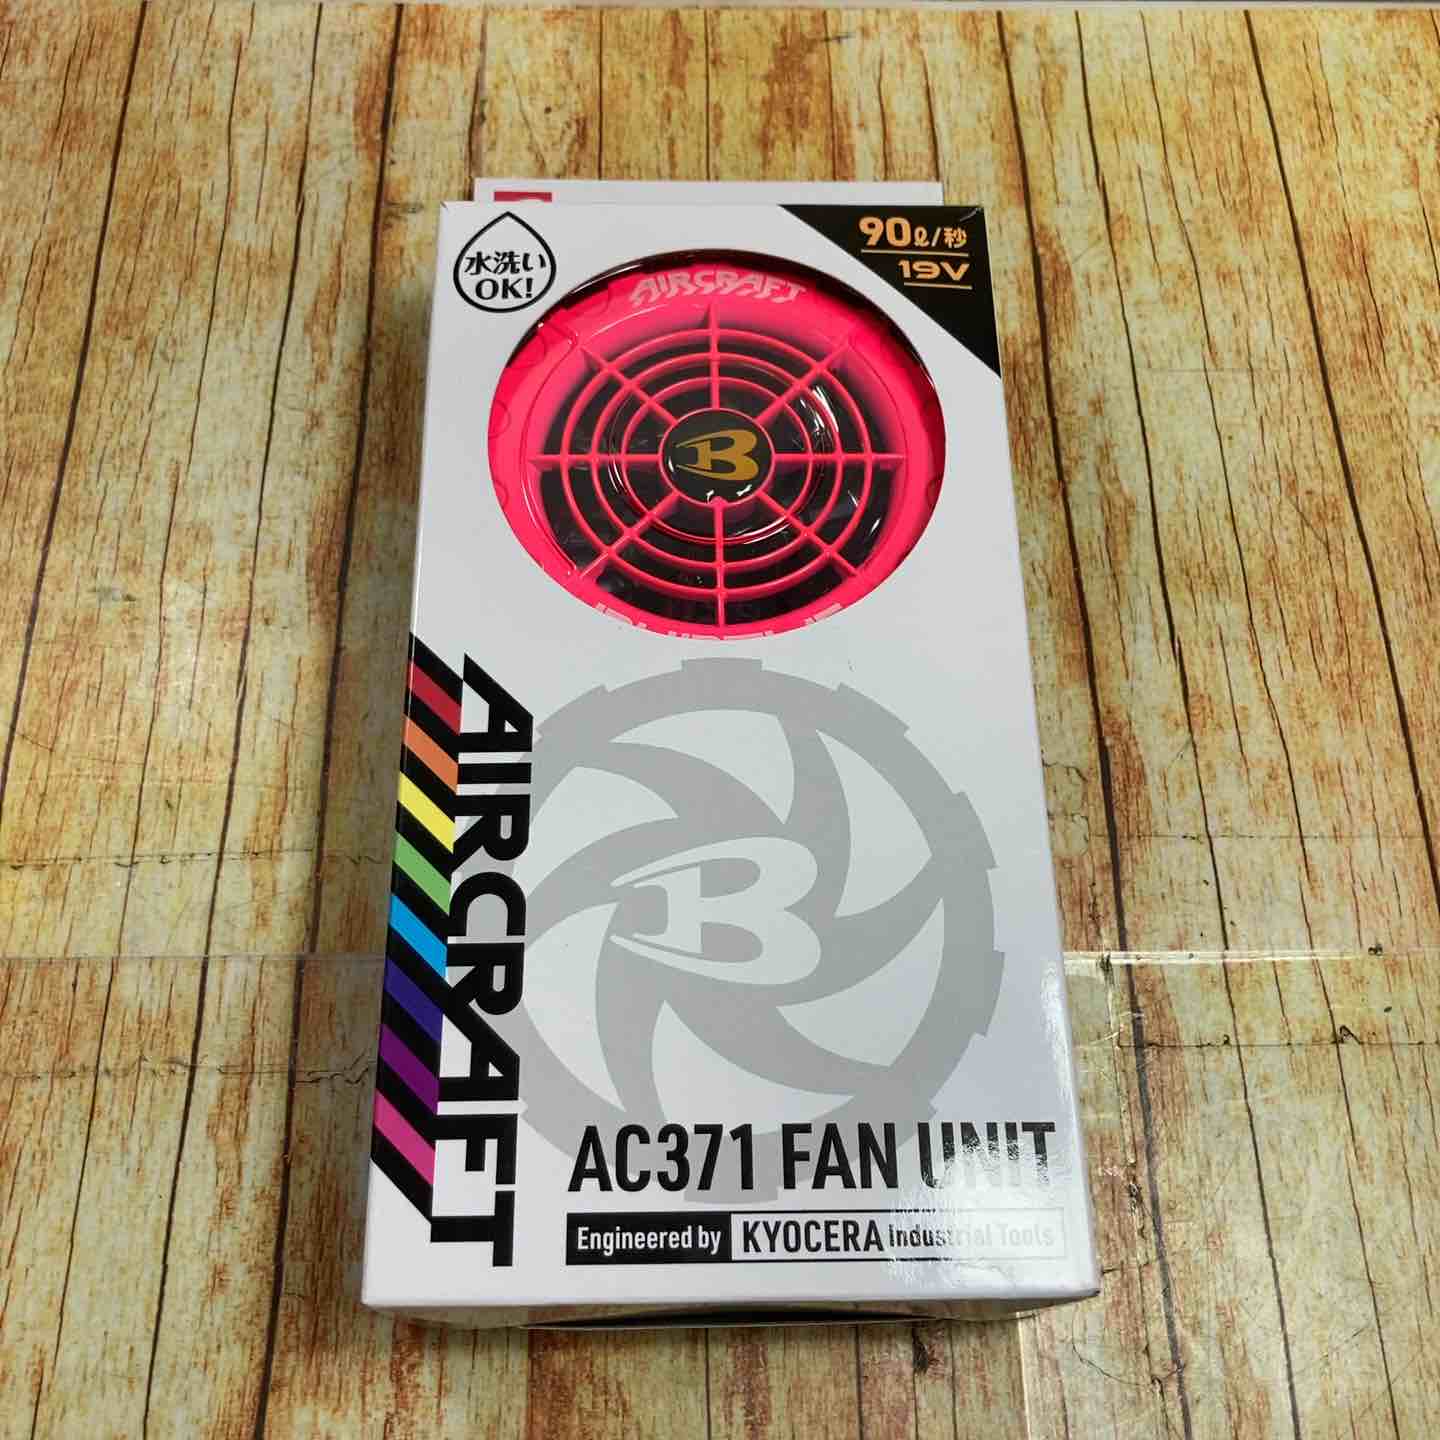 水洗い
OK!
90ℓ/秒
19V
AIRCRAFT
B
AIRCRAFT
B
AC371 FAN UNIT
Engineered by KYOCERA Industrial Tools